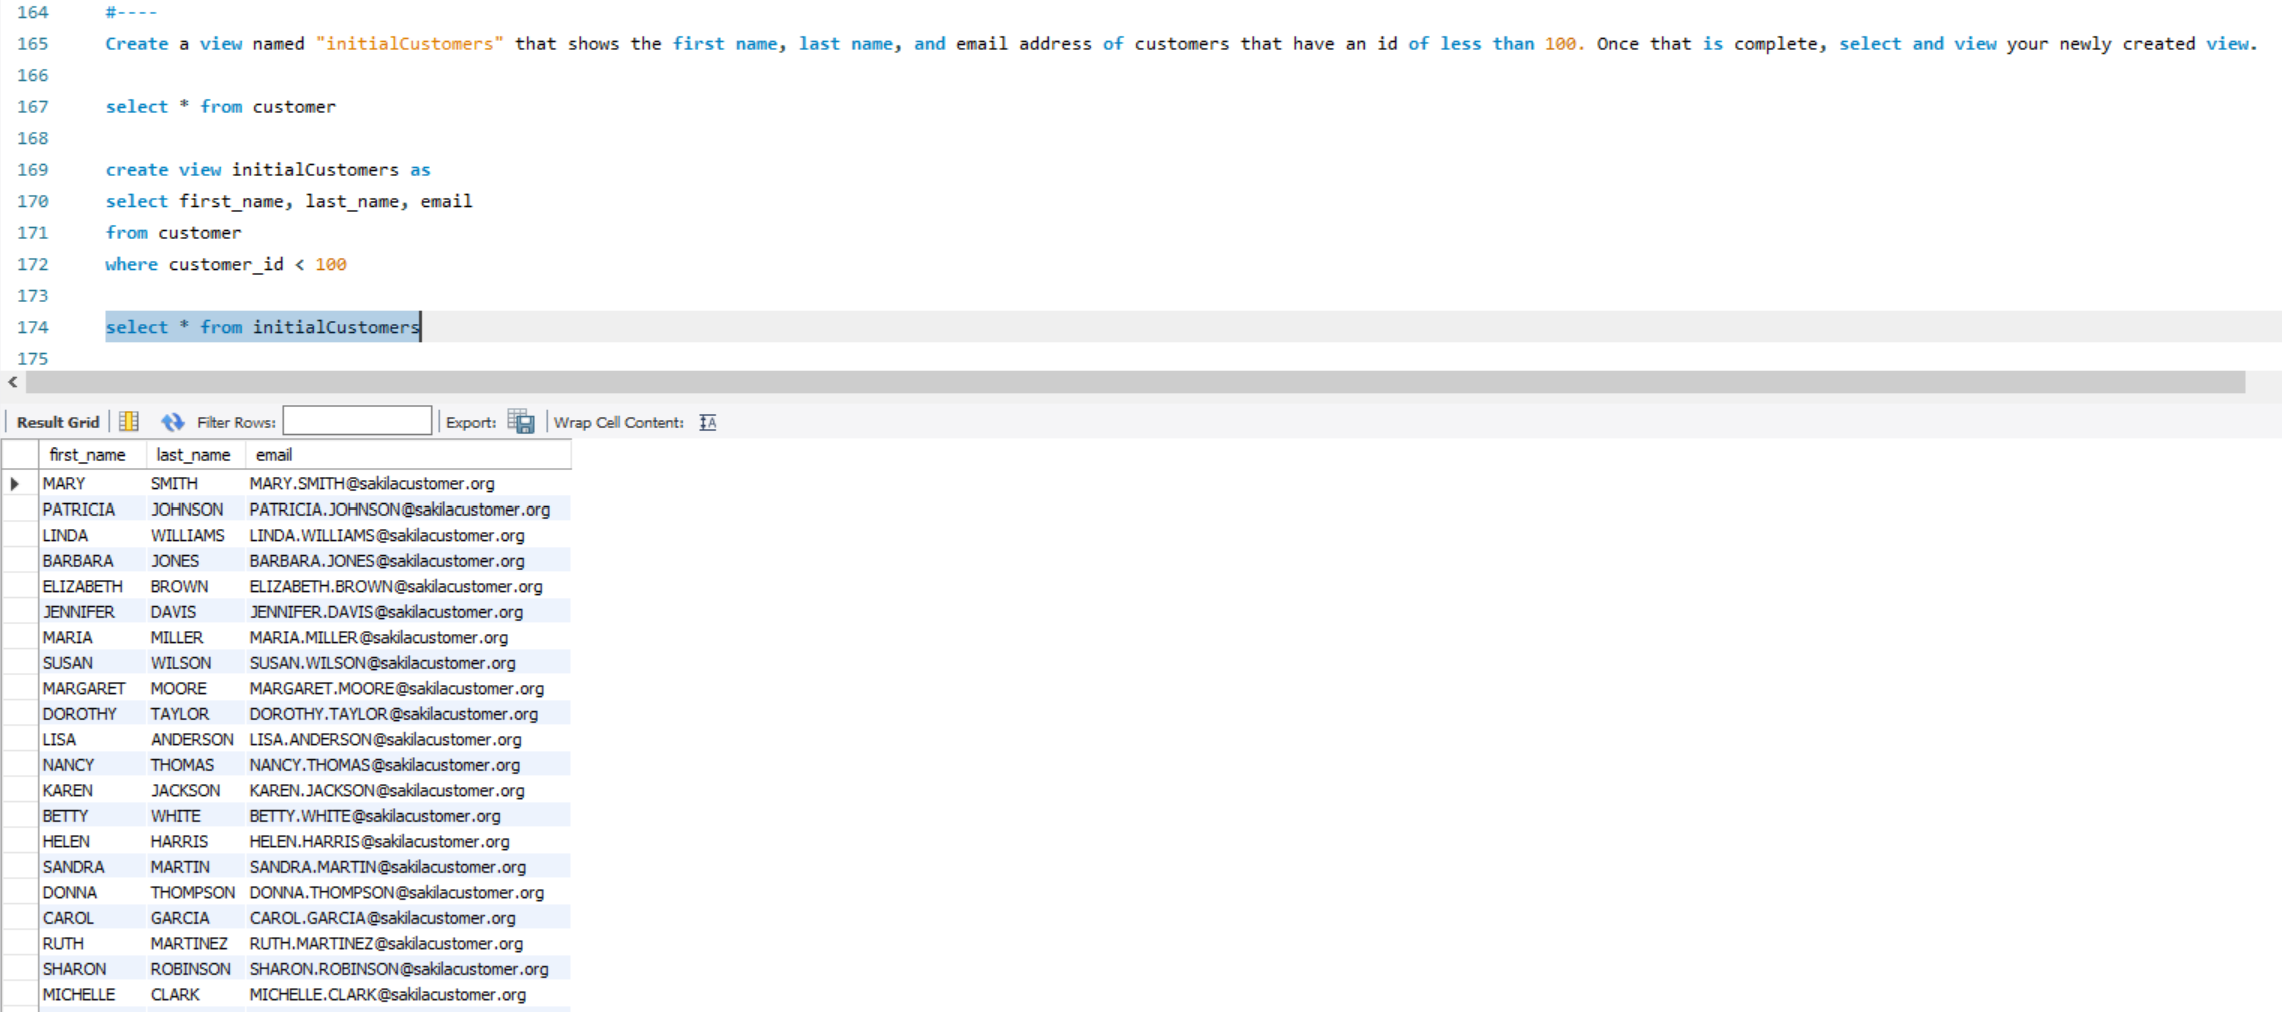 164 #----
165 Create a view named "initialCustomers" that shows the first name, last name, and email address of customers that have an id of less than 100. Once that is complete, select and view your newly created view.
166
167 select * from customer
168
169 create view initialCustomers as
170 select first_name, last_name, email
171 from customer
172 where customer_id < 100
173
174 select * from initialCustomers
175
Result Grid Filter Rows: Export: Wrap Cell Content:
first_name last_name email
MARY SMITH MARY.SMITH@sakilacustomer.org
PATRICIA JOHNSON PATRICIA.JOHNSON@sakilacustomer.org
LINDA WILLIAMS LINDA.WILLIAMS@sakilacustomer.org
BARBARA JONES BARBARA.JONES@sakilacustomer.org
ELIZABETH BROWN ELIZABETH.BROWN@sakilacustomer.org
JENNIFER DAVIS JENNIFER.DAVIS@sakilacustomer.org
MARIA MILLER MARIA.MILLER@sakilacustomer.org
SUSAN WILSON SUSAN.WILSON@sakilacustomer.org
MARGARET MOORE MARGARET.MOORE@sakilacustomer.org
DOROTHY TAYLOR DOROTHY.TAYLOR@sakilacustomer.org
LISA ANDERSON LISA.ANDERSON@sakilacustomer.org
NANCY THOMAS NANCY.THOMAS@sakilacustomer.org
KAREN JACKSON KAREN.JACKSON@sakilacustomer.org
BETTY WHITE BETTY.WHITE@sakilacustomer.org
HELEN HARRIS HELEN.HARRIS@sakilacustomer.org
SANDRA MARTIN SANDRA.MARTIN@sakilacustomer.org
DONNA THOMPSON DONNA.THOMPSON@sakilacustomer.org
CAROL GARCIA CAROL.GARCIA@sakilacustomer.org
RUTH MARTINEZ RUTH.MARTINEZ@sakilacustomer.org
SHARON ROBINSON SHARON.ROBINSON@sakilacustomer.org
MICHELLE CLARK MICHELLE.CLARK@sakilacustomer.org